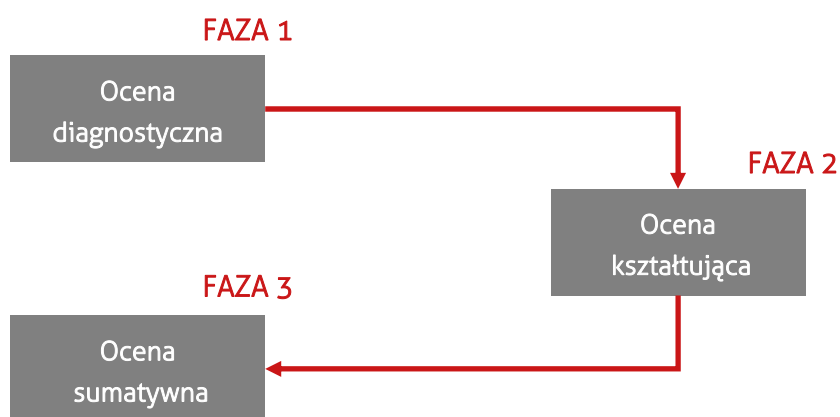 FAZA 1
Ocena
diagnostyczna
FAZA 2
Ocena
kształtująca
FAZA 3
Ocena
sumatywna